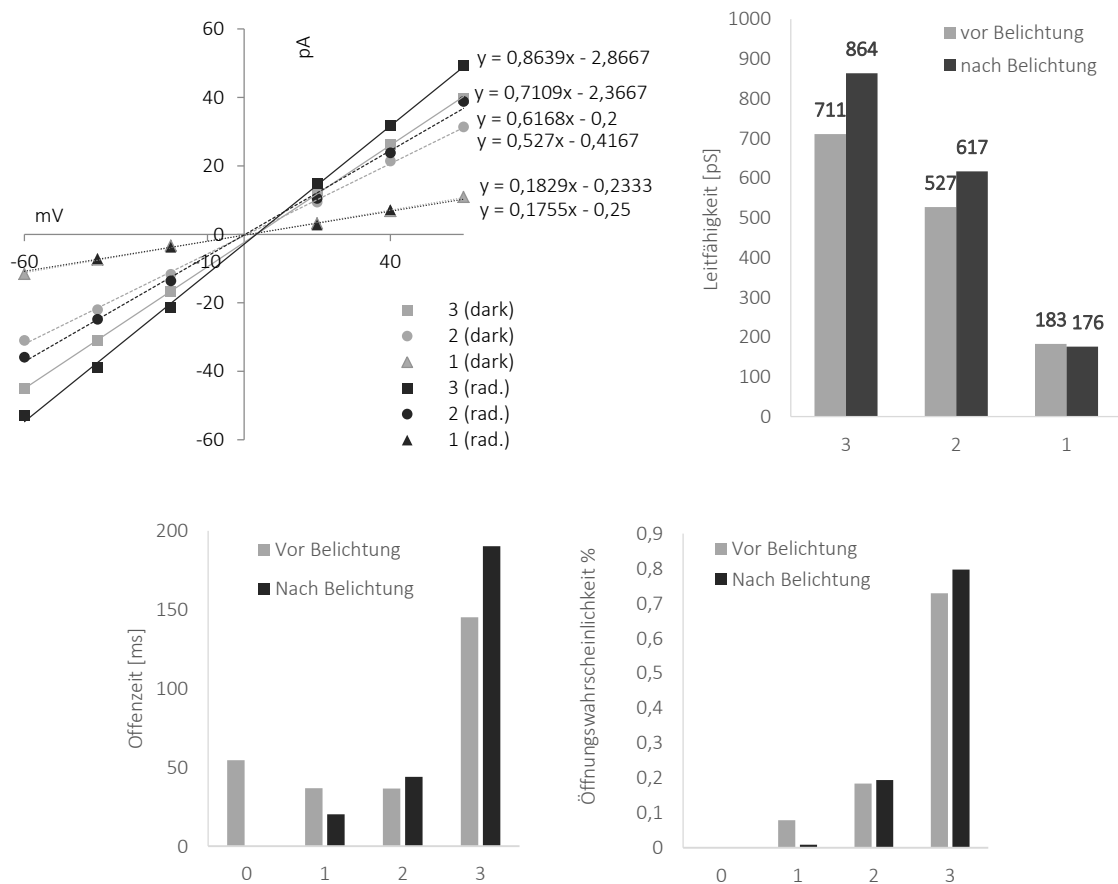 60
40
20
0
-20
-40
-60
pA
mV
-60
-10
40
y = 0,8639x - 2,8667
y = 0,7109x - 2,3667
y = 0,6168x - 0,2
y = 0,527x - 0,4167
y = 0,1829x - 0,2333
y = 0,1755x - 0,25
3 (dark)
2 (dark)
1 (dark)
3 (rad.)
2 (rad.)
1 (rad.)
Leitfähigkeit [pS]
1000
900
800
700
600
500
400
300
200
100
0
vor Belichtung
nach Belichtung
711
864
527
617
183
176
3
2
1
Offenzeit [ms]
200
150
100
50
0
Vor Belichtung
Nach Belichtung
0
1
2
3
Öffnungswahrscheinlichkeit %
0,9
0,8
0,7
0,6
0,5
0,4
0,3
0,2
0,1
0
Vor Belichtung
Nach Belichtung
0
1
2
3